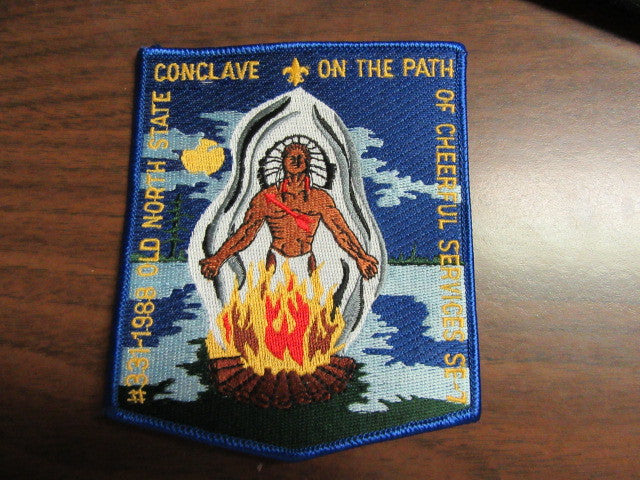 #331-1988 OLD NORTH STATE
CONCLAVE ON THE PATH
OF CHEERFUL SERVICES SE-7